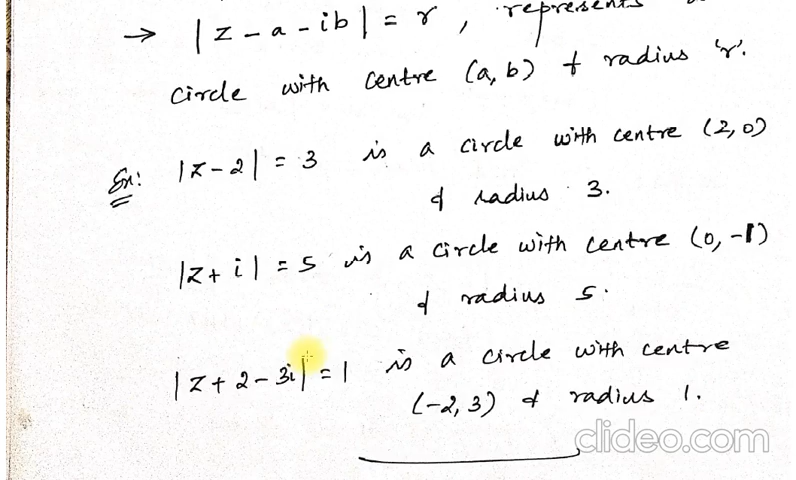 → |z - a - ib| = r, represents
circle with centre (a, b) & radius 'r'.
Ex: |z - 2| = 3 is a circle with centre (2, 0)
& radius 3.
|z + i| = 5 is a circle with centre (0, -1)
& radius 5.
|z + 2 - 3i| = 1 is a circle with centre
(-2, 3) & radius 1.
clideo.com